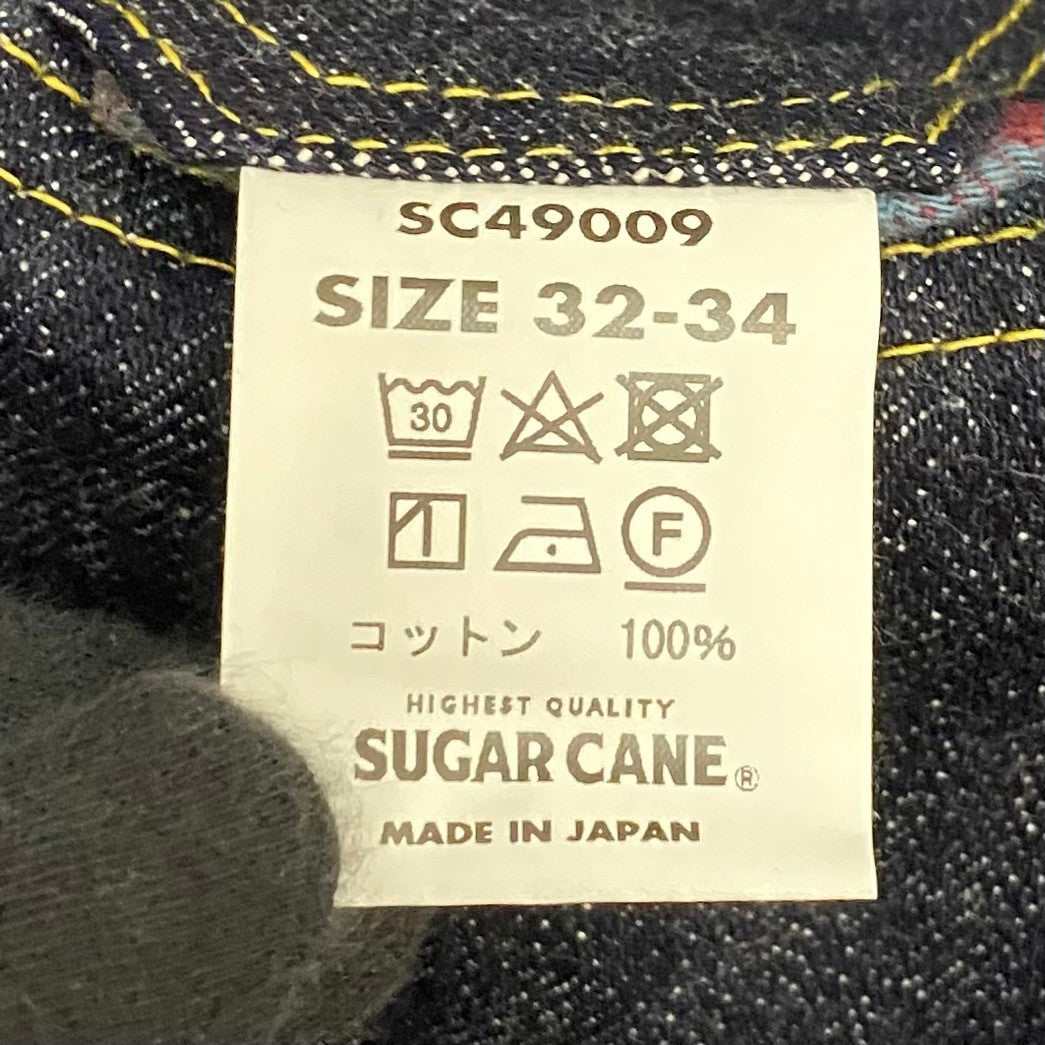 SC49009
SIZE 32-34
30
F
コットン 100%
HIGHEST QUALITY
SUGAR CANE®
MADE IN JAPAN